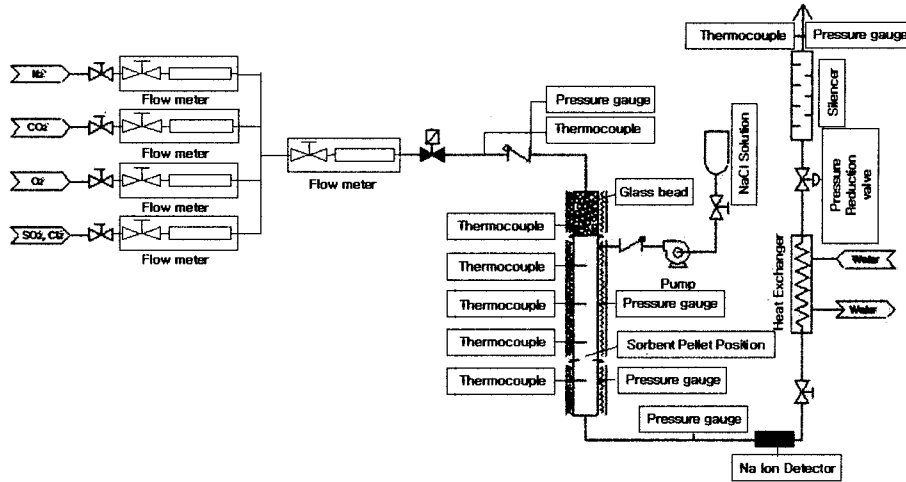 Thermocouple
Pressure gauge
N2
Flow meter
CO2
Flow meter
O2
Flow meter
SO2, Cl2
Flow meter
Flow meter
Pressure gauge
Thermocouple
NaCl Solution
Silencer
Pressure
Reduction
valve
Glass bead
Thermocouple
Thermocouple
Thermocouple
Thermocouple
Thermocouple
Pump
Pressure gauge
Sorbent Pellet Position
Pressure gauge
Heat Exchanger
Water
Water
Pressure gauge
Na Ion Detector